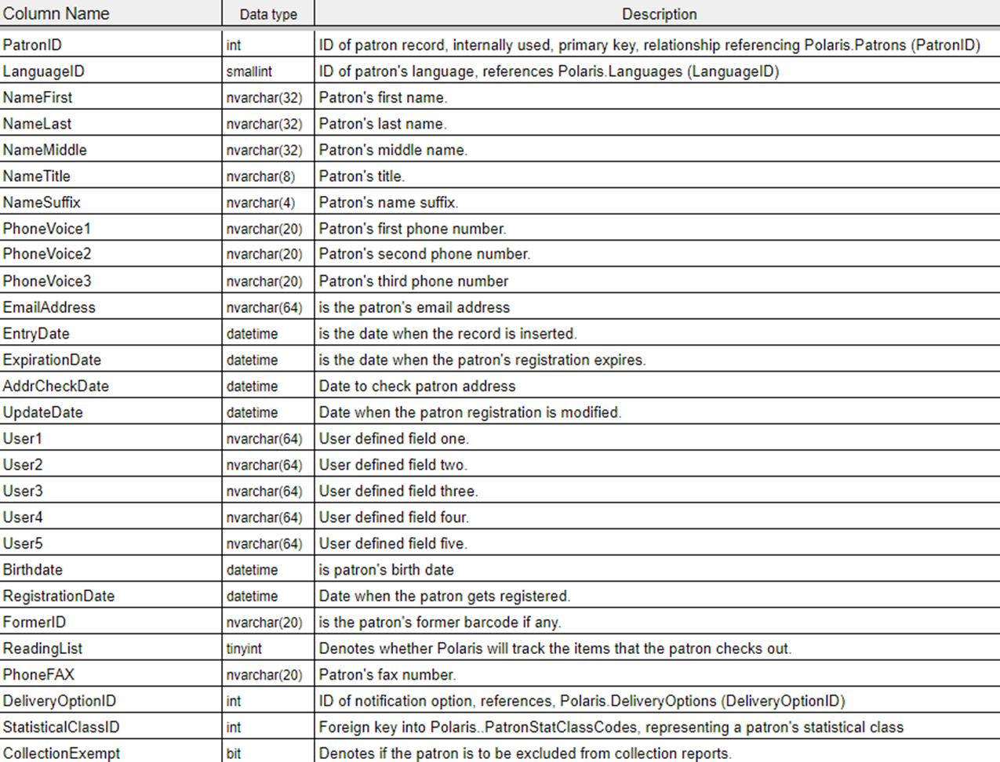 Column Name Data type Description
PatronID int ID of patron record, internally used, primary key, relationship referencing Polaris.Patrons (PatronID)
LanguageID smallint ID of patron's language, references Polaris.Languages (LanguageID)
NameFirst nvarchar(32) Patron's first name.
NameLast nvarchar(32) Patron's last name.
NameMiddle nvarchar(32) Patron's middle name.
NameTitle nvarchar(8) Patron's title.
NameSuffix nvarchar(4) Patron's name suffix.
PhoneVoice1 nvarchar(20) Patron's first phone number.
PhoneVoice2 nvarchar(20) Patron's second phone number.
PhoneVoice3 nvarchar(20) Patron's third phone number
EmailAddress nvarchar(64) is the patron's email address
EntryDate datetime is the date when the record is inserted.
ExpirationDate datetime is the date when the patron's registration expires.
AddrCheckDate datetime Date to check patron address
UpdateDate datetime Date when the patron registration is modified.
User1 nvarchar(64) User defined field one.
User2 nvarchar(64) User defined field two.
User3 nvarchar(64) User defined field three.
User4 nvarchar(64) User defined field four.
User5 nvarchar(64) User defined field five.
Birthdate datetime is patron's birth date
RegistrationDate datetime Date when the patron gets registered.
FormerID nvarchar(20) is the patron's former barcode if any.
ReadingList tinyint Denotes whether Polaris will track the items that the patron checks out.
PhoneFAX nvarchar(20) Patron's fax number.
DeliveryOptionID int ID of notification option, references, Polaris.DeliveryOptions (DeliveryOptionID)
StatisticalClassID int Foreign key into Polaris..PatronStatClassCodes, representing a patron's statistical class
CollectionExempt bit Denotes if the patron is to be excluded from collection reports.